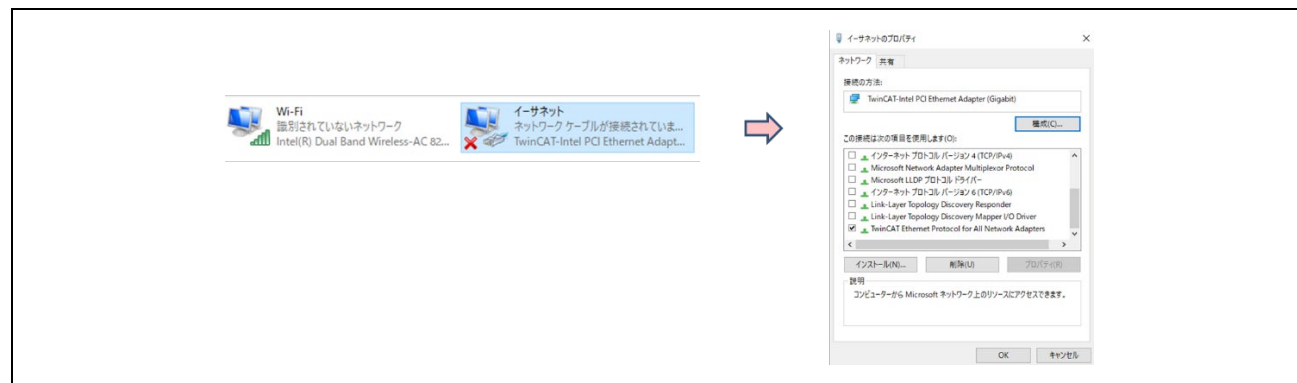 Wi-Fi
識別されていないネットワーク
Intel(R) Dual Band Wireless-AC 82...
イーサネット
ネットワーク ケーブルが接続されていま...
TwinCAT-Intel PCI Ethernet Adapt...
イーサネットのプロパティ
ネットワーク 共有
接続の方法:
TwinCAT-Intel PCI Ethernet Adapter (Gigabit)
構成(C)...
この接続は次の項目を使用します(O):
インターネット プロトコル バージョン 4 (TCP/IPv4)
Microsoft Network Adapter Multiplexor Protocol
Microsoft LLDP プロトコル ドライバー
インターネット プロトコル バージョン 6 (TCP/IPv6)
Link-Layer Topology Discovery Responder
Link-Layer Topology Discovery Mapper I/O Driver
TwinCAT Ethernet Protocol for All Network Adapters
インストール(N)... 削除(U) プロパティ(R)
説明
コンピューターから Microsoft ネットワーク上のリソースにアクセスできます。
OK キャンセル